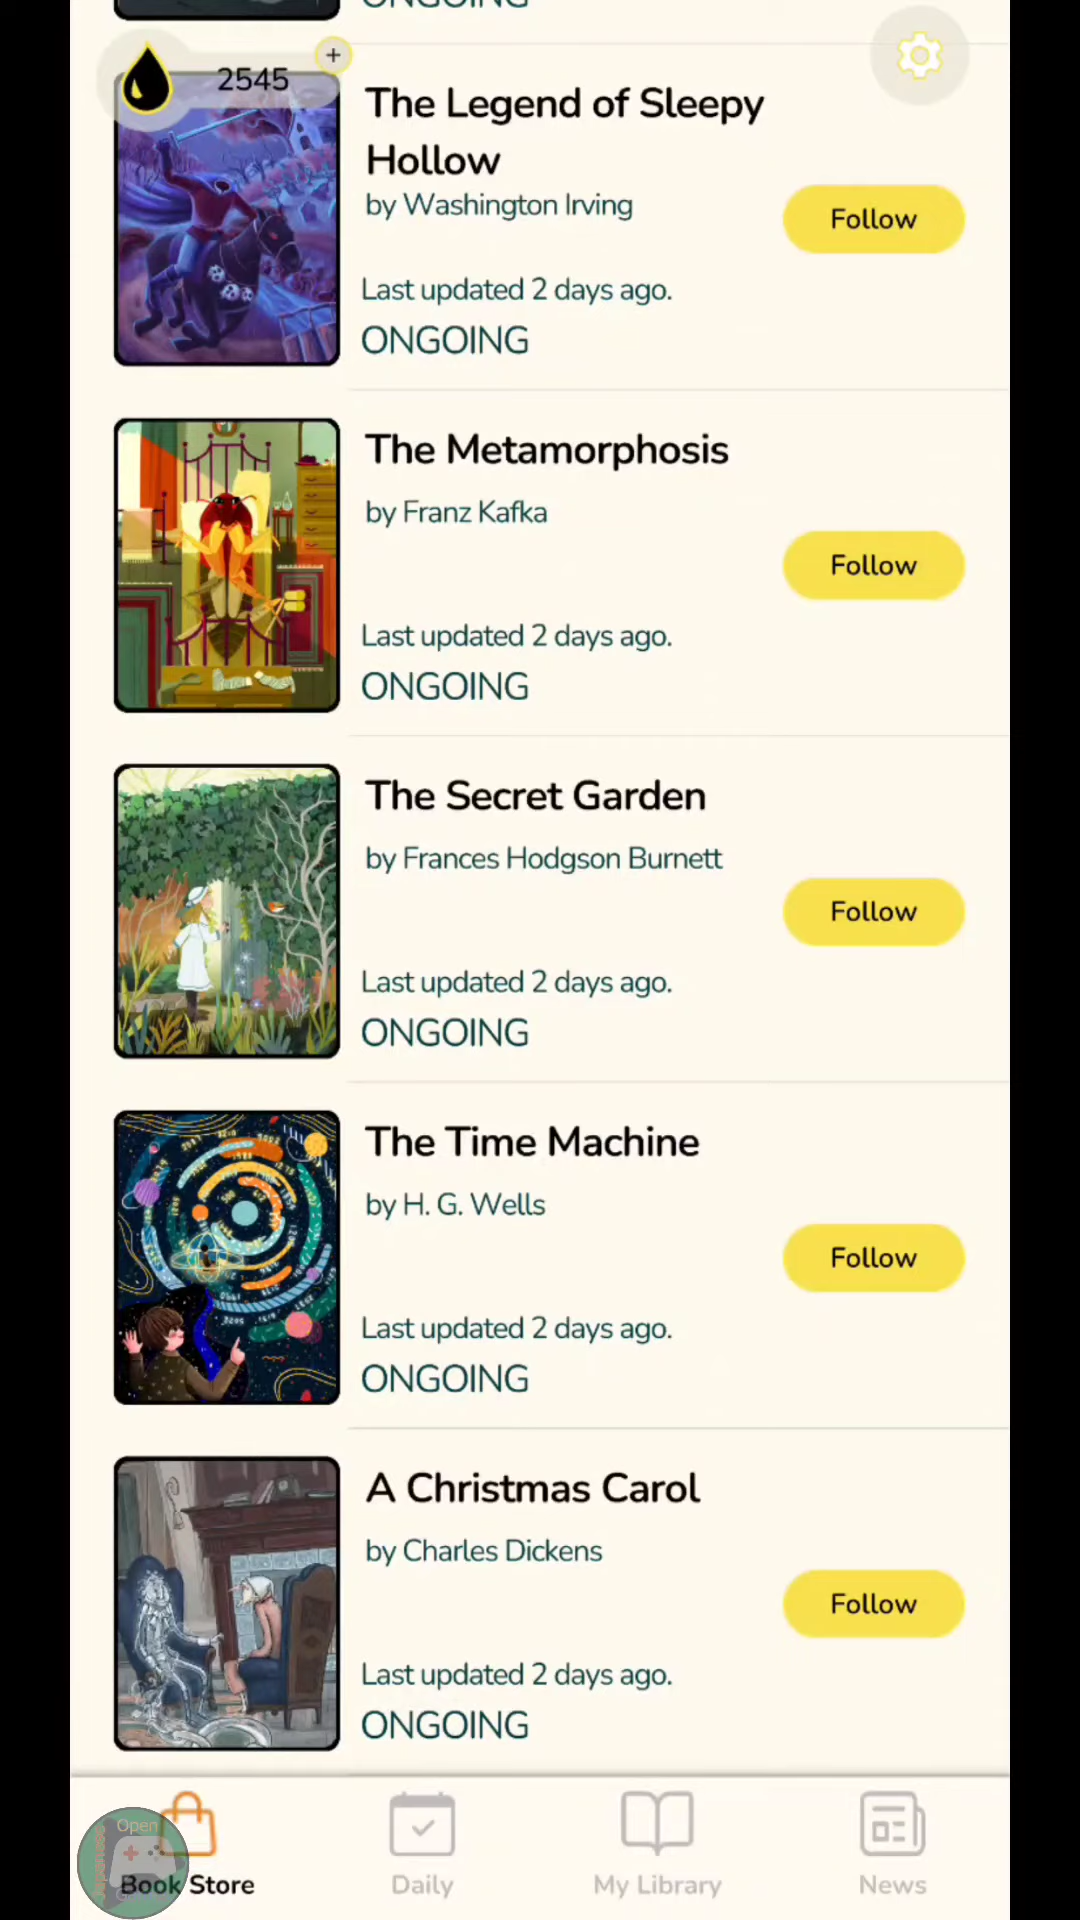 ONGOING
2545
+
The Legend of Sleepy
Hollow
by Washington Irving
Follow
Last updated 2 days ago.
ONGOING
The Metamorphosis
by Franz Kafka
Follow
Last updated 2 days ago.
ONGOING
The Secret Garden
by Frances Hodgson Burnett
Follow
Last updated 2 days ago.
ONGOING
The Time Machine
by H. G. Wells
Follow
Last updated 2 days ago.
ONGOING
A Christmas Carol
by Charles Dickens
Follow
Last updated 2 days ago.
ONGOING
Open
Book Store
Daily
My Library
News